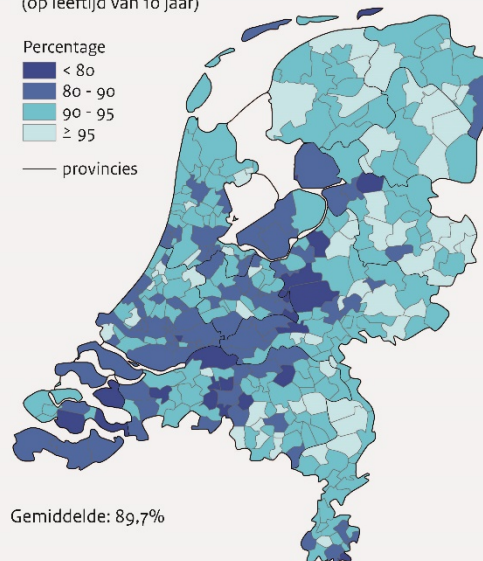 (op leeftijd van 10 jaar)
Percentage
< 80
80 - 90
90 - 95
≥ 95
provincies
Gemiddelde: 89,7%